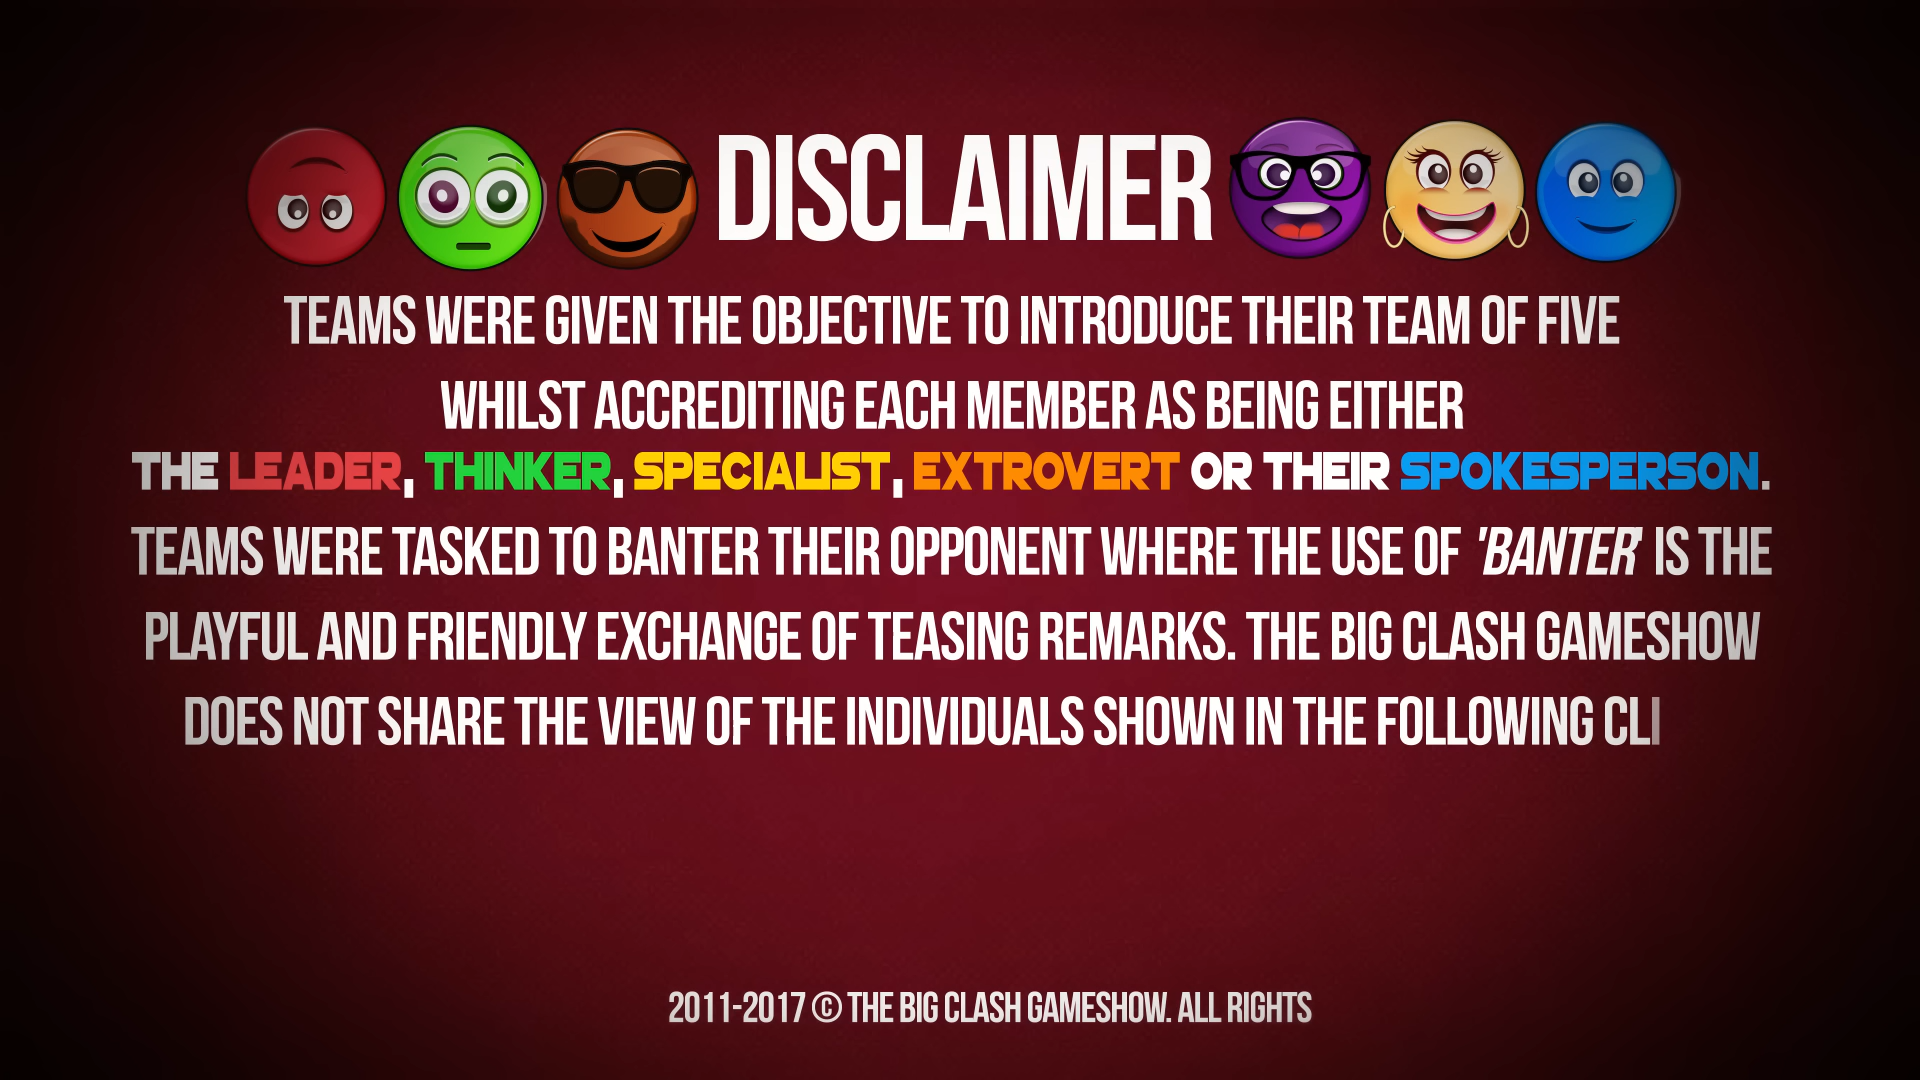 DISCLAIMER
TEAMS WERE GIVEN THE OBJECTIVE TO INTRODUCE THEIR TEAM OF FIVE
WHILST ACCREDITING EACH MEMBER AS BEING EITHER
THE LEADER, THINKER, SPECIALIST, EXTROVERT OR THEIR SPOKESPERSON.
TEAMS WERE TASKED TO BANTER THEIR OPPONENT WHERE THE USE OF 'BANTER' IS THE
PLAYFUL AND FRIENDLY EXCHANGE OF TEASING REMARKS. THE BIG CLASH GAMESHOW
DOES NOT SHARE THE VIEW OF THE INDIVIDUALS SHOWN IN THE FOLLOWING CLI
2011-2017 © THE BIG CLASH GAMESHOW. ALL RIGHTS